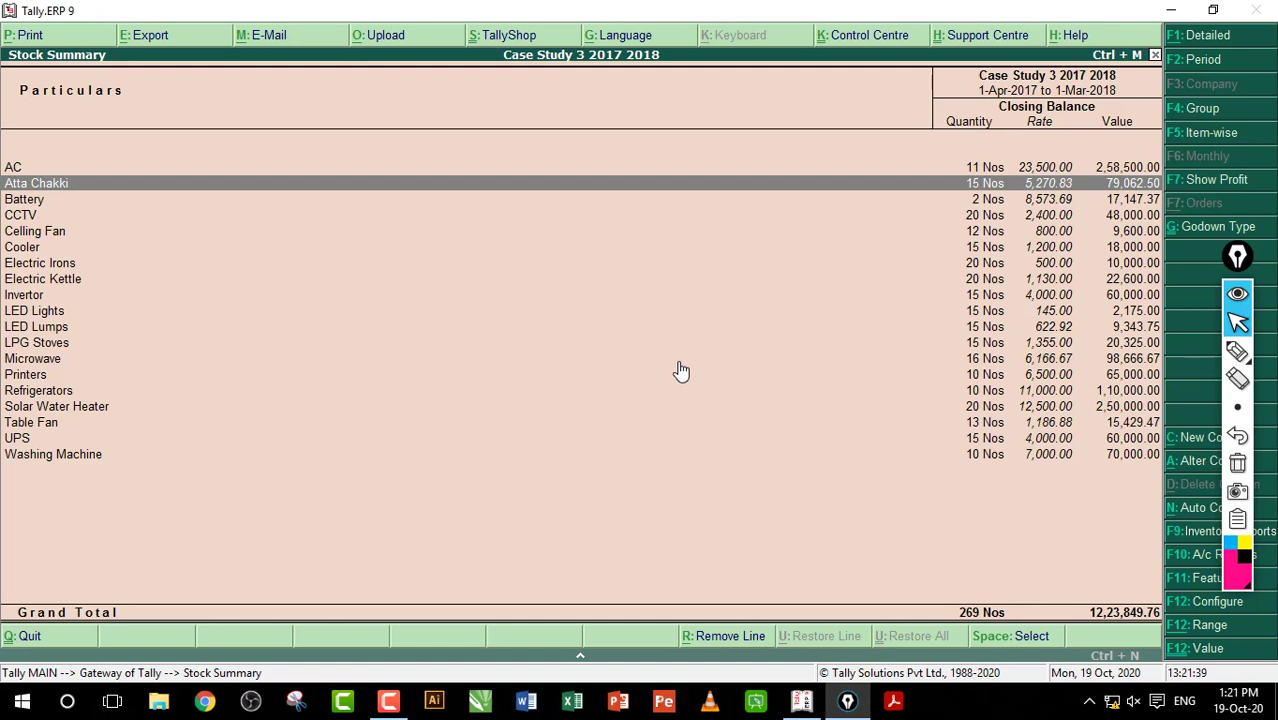 Tally.ERP 9
P: Print E: Export M: E-Mail O: Upload S: TallyShop G: Language K: Keyboard K: Control Centre H: Support Centre H: Help
Stock Summary Case Study 3 2017 2018 Ctrl + M
Particulars
Case Study 3 2017 2018
1-Apr-2017 to 1-Mar-2018
Closing Balance
Quantity Rate Value
AC 11 Nos 23,500.00 2,58,500.00
Atta Chakki 15 Nos 5,270.83 79,062.50
Battery 2 Nos 8,573.69 17,147.37
CCTV 20 Nos 2,400.00 48,000.00
Celling Fan 12 Nos 800.00 9,600.00
Cooler 15 Nos 1,200.00 18,000.00
Electric Irons 20 Nos 500.00 10,000.00
Electric Kettle 20 Nos 1,130.00 22,600.00
Invertor 15 Nos 4,000.00 60,000.00
LED Lights 15 Nos 145.00 2,175.00
LED Lumps 15 Nos 622.92 9,343.75
LPG Stoves 15 Nos 1,355.00 20,325.00
Microwave 16 Nos 6,166.67 98,666.67
Printers 10 Nos 6,500.00 65,000.00
Refrigerators 10 Nos 11,000.00 1,10,000.00
Solar Water Heater 20 Nos 12,500.00 2,50,000.00
Table Fan 13 Nos 1,186.88 15,429.47
UPS 15 Nos 4,000.00 60,000.00
Washing Machine 10 Nos 7,000.00 70,000.00
Grand Total 269 Nos 12,23,849.76
F1: Detailed
F2: Period
F3: Company
F4: Group
F5: Item-wise
F6: Monthly
F7: Show Profit
F7: Orders
G: Godown Type
C: New Co
A: Alter Co
D: Delete
N: Auto Co
F9: Invento
F10: A/c R
F11: Featu
F12: Configure
F12: Range
F12: Value
Q: Quit R: Remove Line U: Restore Line U: Restore All Space: Select
Ctrl + N
Tally MAIN --> Gateway of Tally --> Stock Summary © Tally Solutions Pvt Ltd., 1988-2020 Mon, 19 Oct, 2020 13:21:39
ENG 1:21 PM
19-Oct-20